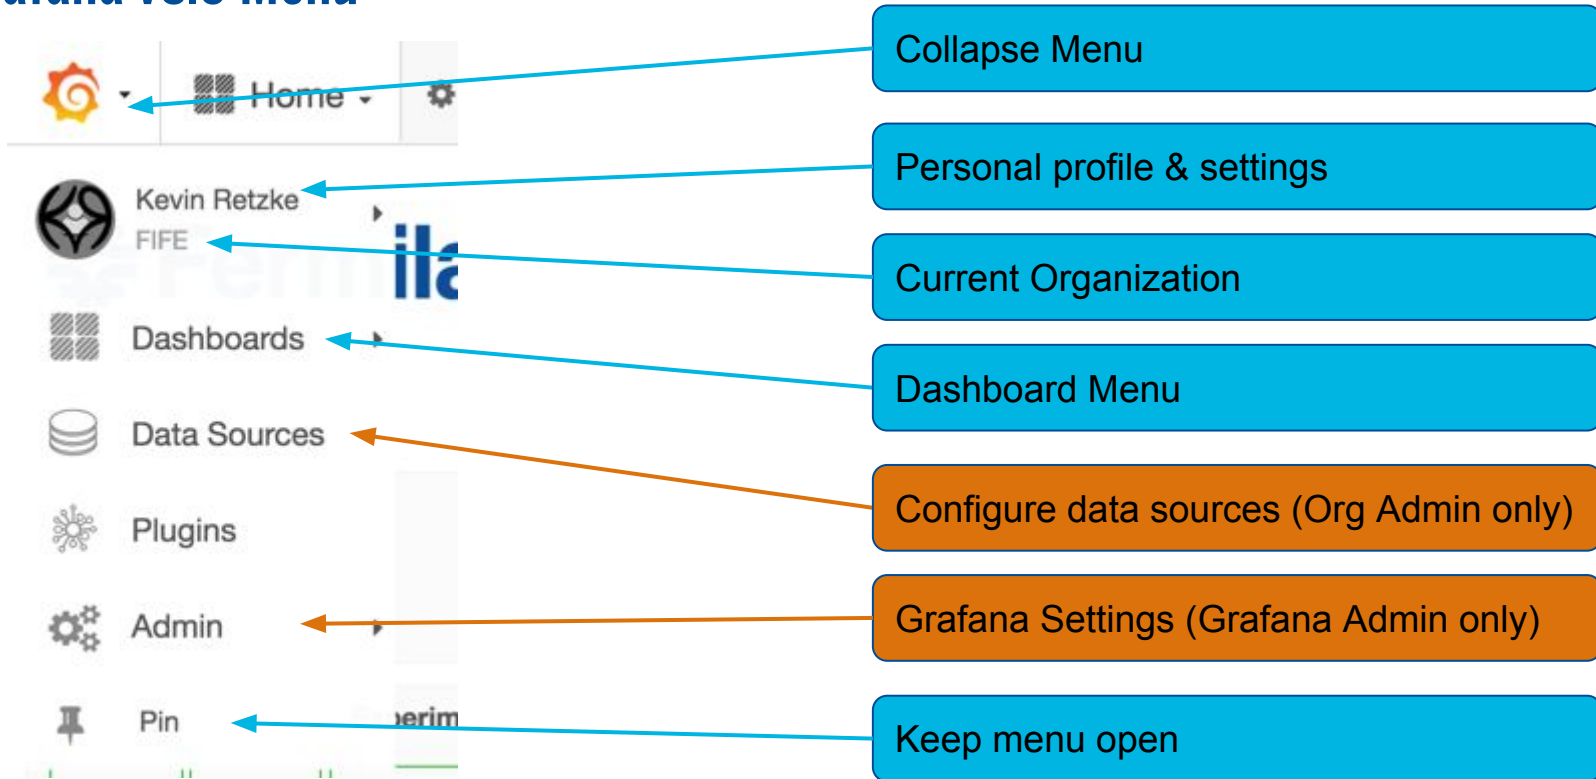 Collapse Menu
Home
Personal profile & settings
Kevin Retzke
FIFE
Current Organization
Dashboards
Dashboard Menu
Data Sources
Configure data sources (Org Admin only)
Plugins
Admin
Grafana Settings (Grafana Admin only)
Pin
Keep menu open